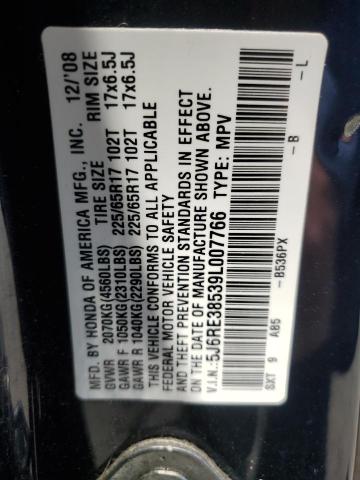 MFD. BY HONDA OF AMERICA MFG., INC. 12/'08
TIRE SIZE RIM SIZE
GVWR 2070KG(4560LBS) 225/65R17 102T 17x6.5J
GAWR F 1050KG(2310LBS) 225/65R17 102T 17x6.5J
GAWR R 1040KG(2290LBS)
THIS VEHICLE CONFORMS TO ALL APPLICABLE
FEDERAL MOTOR VEHICLE SAFETY
AND THEFT PREVENTION STANDARDS IN EFFECT
ON THE DATE OF MANUFACTURE SHOWN ABOVE.
V.I.N.: 5J6RE38539L007766 TYPE: MPV
SXT 9 AB5 -B536PX -B -L